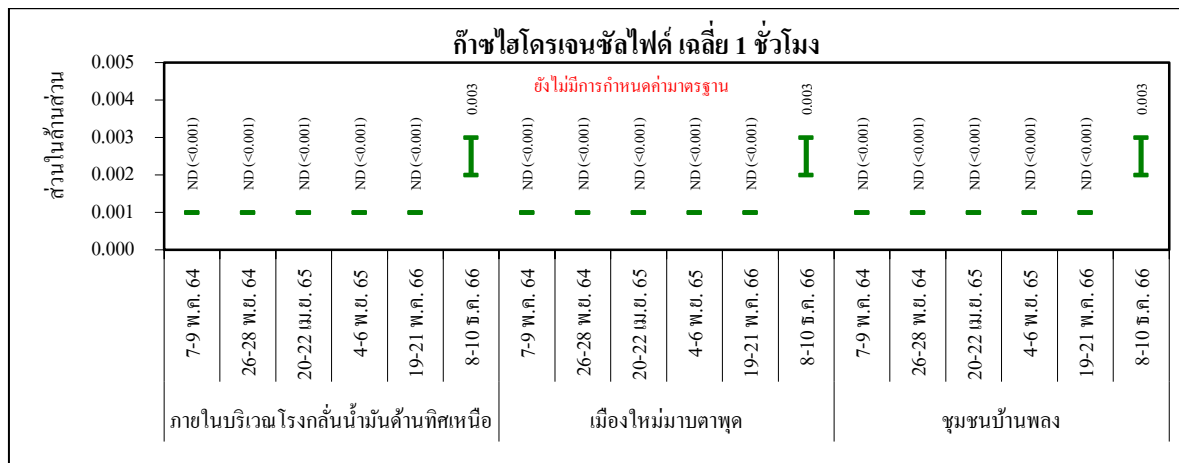 ก๊าซไฮโดรเจนซัลไฟด์ เฉลี่ย 1 ชั่วโมง
ยังไม่มีการกำหนดค่ามาตรฐาน
ส่วนในล้านส่วน
0.005
0.004
0.003
0.002
0.001
0.000
ND (<0.001)
ND (<0.001)
ND (<0.001)
ND (<0.001)
ND (<0.001)
0.003
ND (<0.001)
ND (<0.001)
ND (<0.001)
ND (<0.001)
ND (<0.001)
0.003
ND (<0.001)
ND (<0.001)
ND (<0.001)
ND (<0.001)
ND (<0.001)
0.003
7-9 พ.ค. 64
26-28 พ.ย. 64
20-22 เม.ย. 65
4-6 พ.ย. 65
19-21 พ.ค. 66
8-10 ธ.ค. 66
7-9 พ.ค. 64
26-28 พ.ย. 64
20-22 เม.ย. 65
4-6 พ.ย. 65
19-21 พ.ค. 66
8-10 ธ.ค. 66
7-9 พ.ค. 64
26-28 พ.ย. 64
20-22 เม.ย. 65
4-6 พ.ย. 65
19-21 พ.ค. 66
8-10 ธ.ค. 66
ภายในบริเวณโรงกลั่นน้ำมันด้านทิศเหนือ
เมืองใหม่มาบตาพุด
ชุมชนบ้านพลง